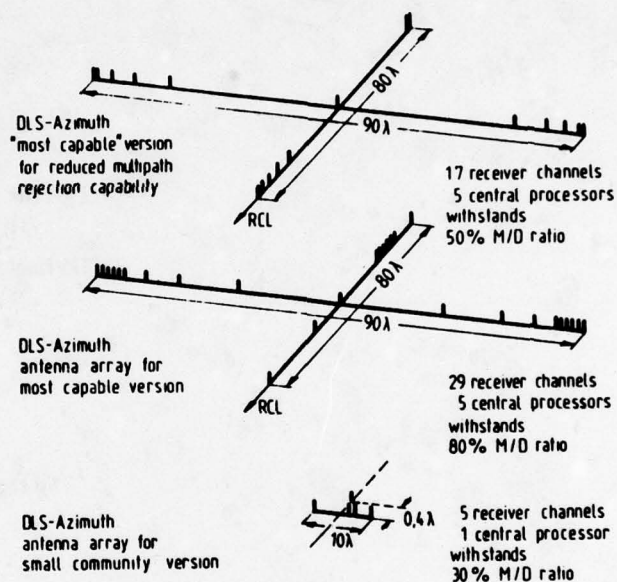 80λ
90λ
DLS-Azimuth
"most capable" version
for reduced multipath
rejection capability
17 receiver channels
5 central processors
withstands
50% M/D ratio
RCL
80λ
90λ
DLS-Azimuth
antenna array for
most capable version
29 receiver channels
5 central processors
withstands
80% M/D ratio
RCL
0,4λ
10λ
DLS-Azimuth
antenna array for
small community version
5 receiver channels
1 central processor
withstands
30% M/D ratio